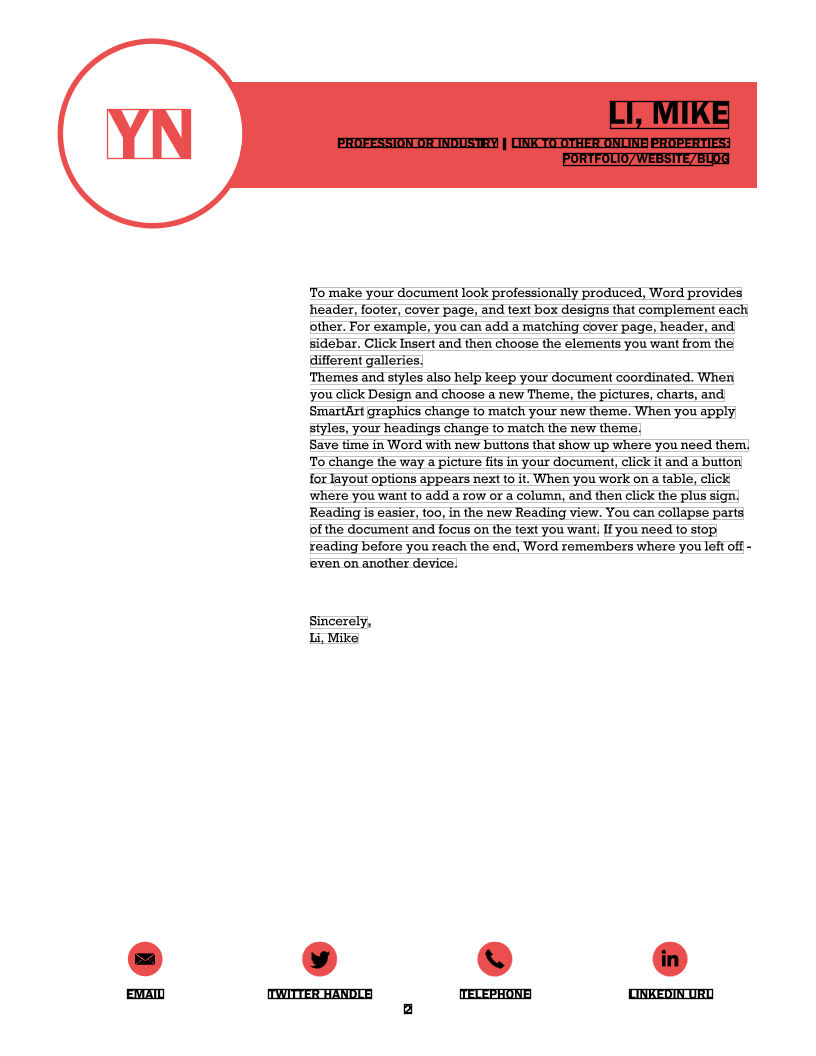 YN
LI, MIKE
PROFESSION OR INDUSTRY | LINK TO OTHER ONLINE PROPERTIES:
PORTFOLIO/WEBSITE/BLOG
To make your document look professionally produced, Word provides
header, footer, cover page, and text box designs that complement each
other. For example, you can add a matching cover page, header, and
sidebar. Click Insert and then choose the elements you want from the
different galleries.
Themes and styles also help keep your document coordinated. When
you click Design and choose a new Theme, the pictures, charts, and
SmartArt graphics change to match your new theme. When you apply
styles, your headings change to match the new theme.
Save time in Word with new buttons that show up where you need them.
To change the way a picture fits in your document, click it and a button
for layout options appears next to it. When you work on a table, click
where you want to add a row or a column, and then click the plus sign.
Reading is easier, too, in the new Reading view. You can collapse parts
of the document and focus on the text you want. If you need to stop
reading before you reach the end, Word remembers where you left off -
even on another device.
Sincerely,
Li, Mike
in
EMAIL TWITTER HANDLE TELEPHONE LINKEDIN URL
2